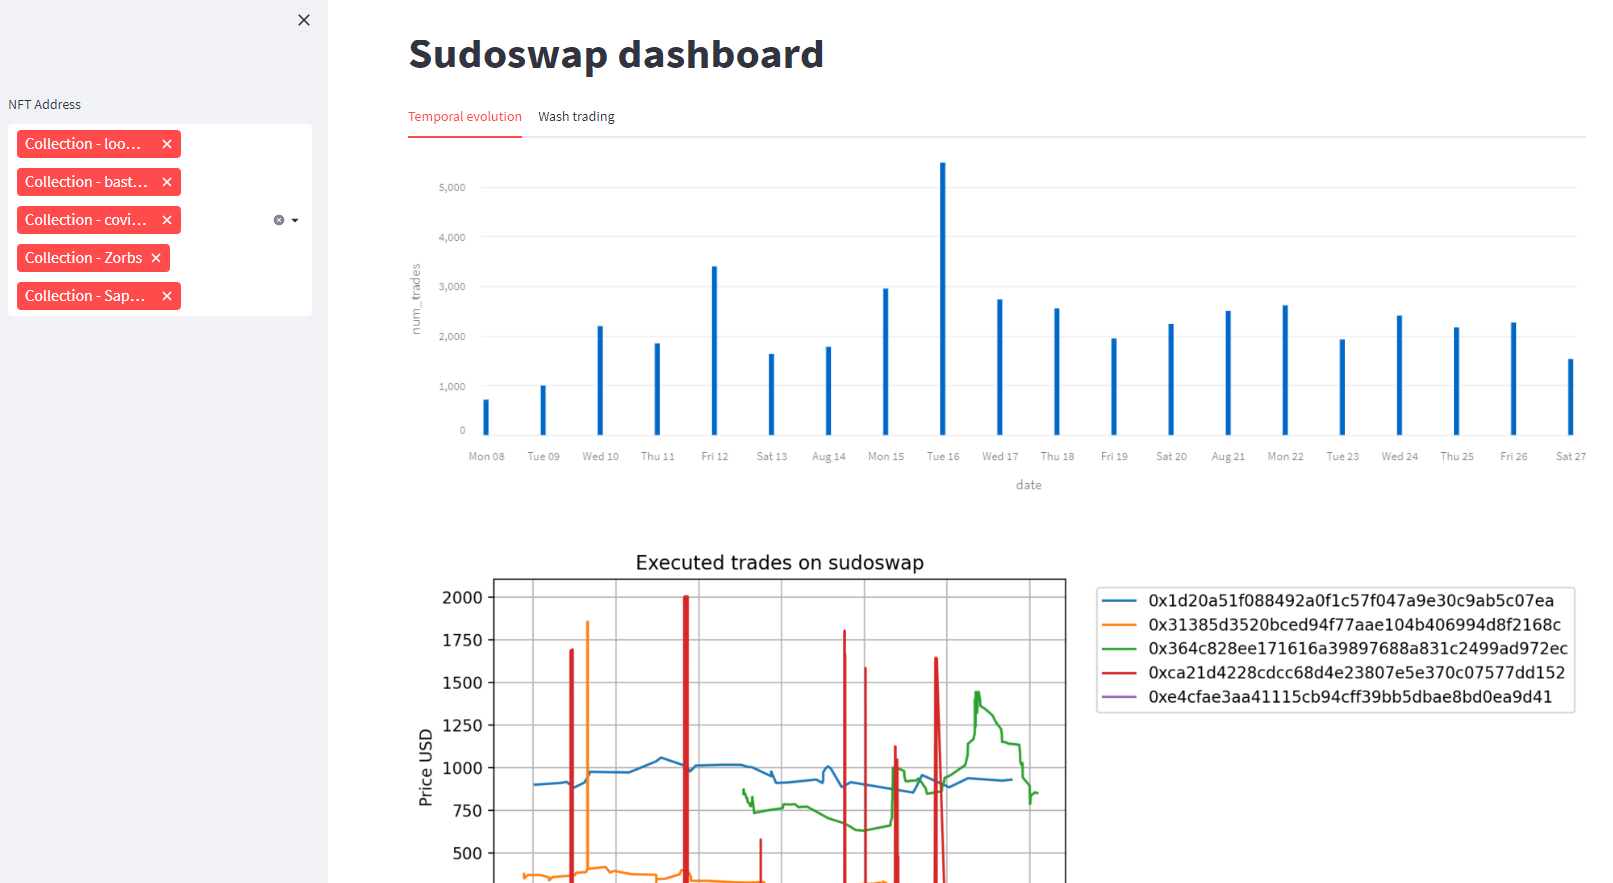 NFT Address
Collection - loo...
Collection - bast...
Collection - covi...
Collection - Zorbs
Collection - Sap...
Sudoswap dashboard
Temporal evolution
Wash trading
num_trades
5,000
4,000
3,000
2,000
1,000
0
Mon 08 Tue 09 Wed 10 Thu 11 Fri 12 Sat 13 Aug 14 Mon 15 Tue 16 Wed 17 Thu 18 Fri 19 Sat 20 Aug 21 Mon 22 Tue 23 Wed 24 Thu 25 Fri 26 Sat 27
date
Executed trades on sudoswap
Price USD
2000
1750
1500
1250
1000
750
500
0x1d20a51f088492a0f1c57f047a9e30c9ab5c07ea
0x31385d3520bced94f77aae104b406994d8f2168c
0x364c828ee171616a39897688a831c2499ad972ec
0xca21d4228cdcc68d4e23807e5e370c07577dd152
0xe4cfae3aa41115cb94cff39bb5dbae8bd0ea9d41